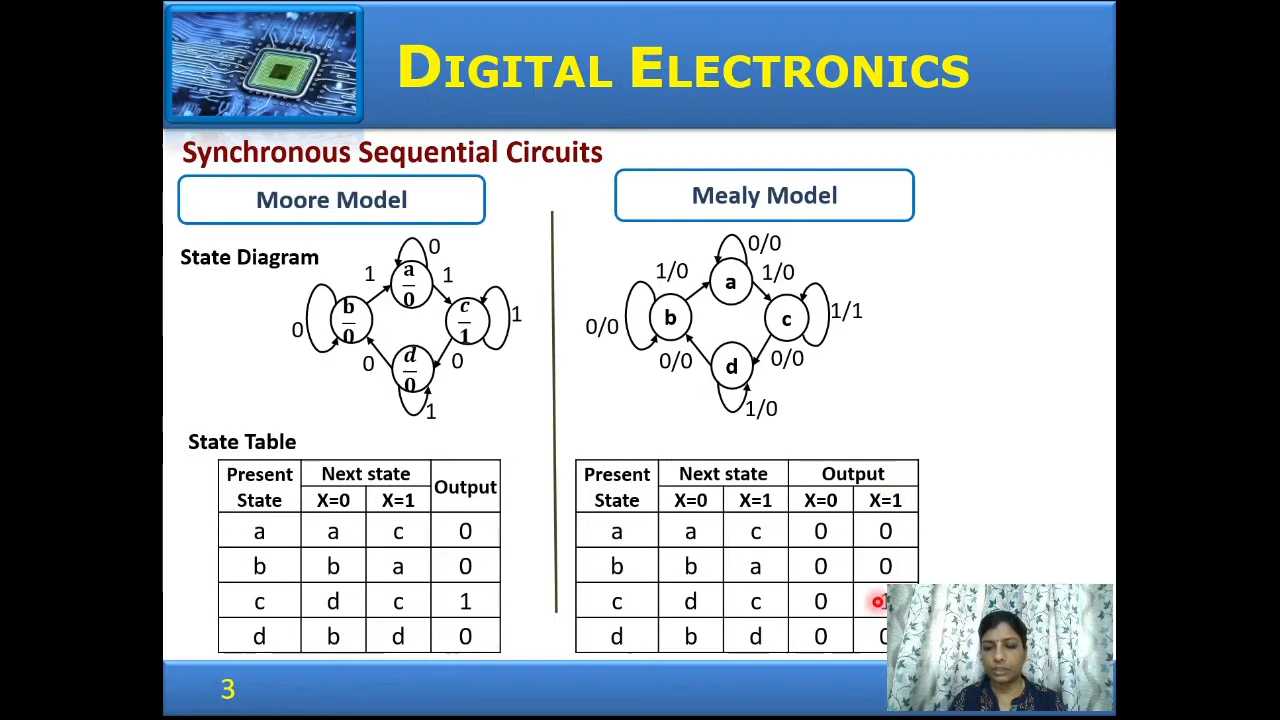 DIGITAL ELECTRONICS
Synchronous Sequential Circuits
Moore Model
Mealy Model
State Diagram
0
1
a
0
1
b
0
c
1
0
1
0
d
0
0
1
0/0
1/0
a
1/0
b
c
0/0
1/1
0/0
d
0/0
1/0
State Table
Present State Next state Output
X=0 X=1
a a c 0
b b a 0
c d c 1
d b d 0
Present State Next state Output
X=0 X=1 X=0 X=1
a a c 0 0
b b a 0 0
c d c 0
d b d 0
3